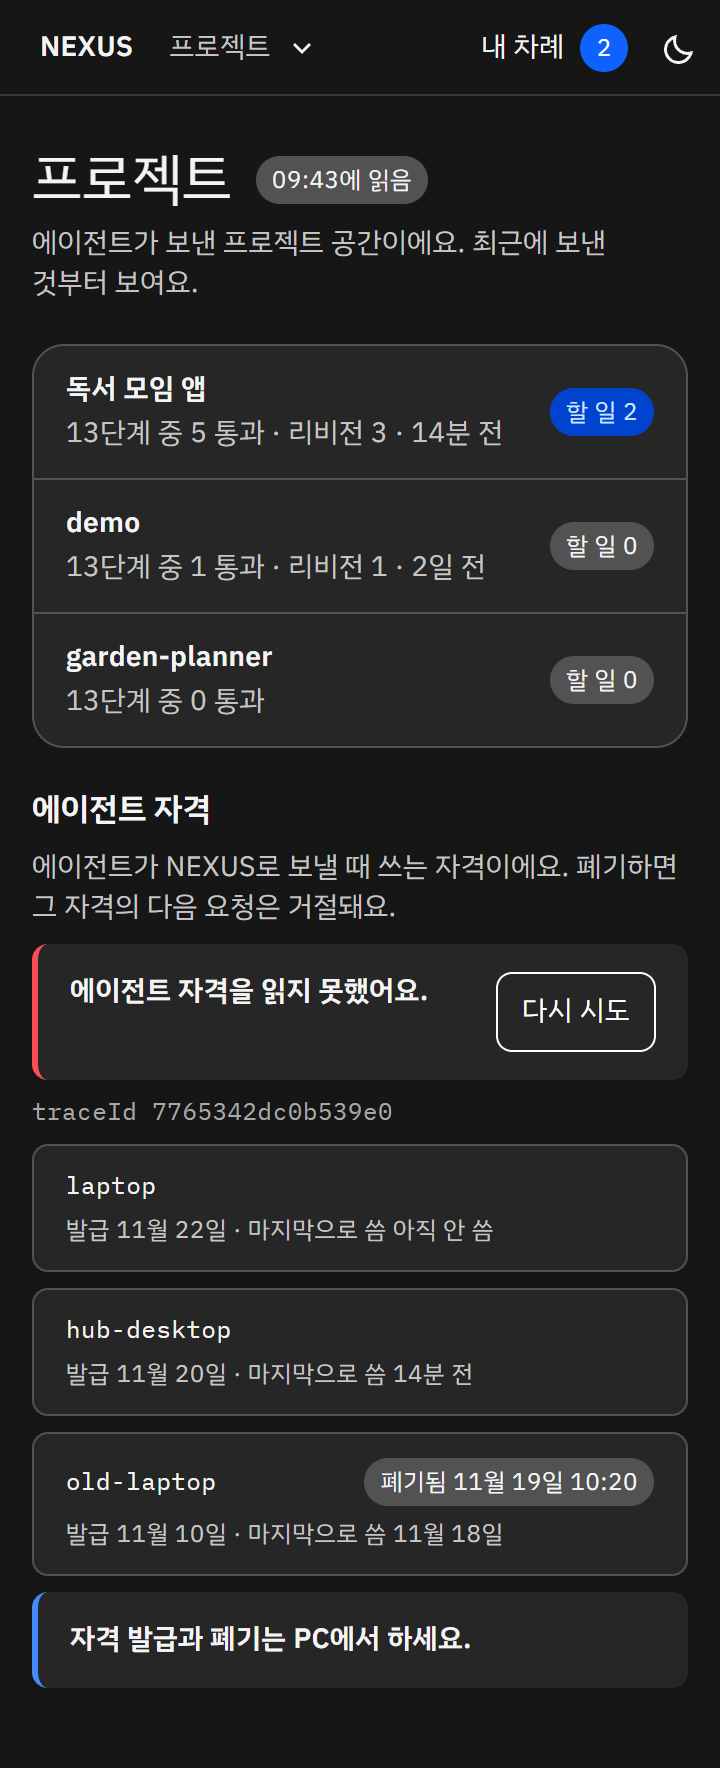 NEXUS 프로젝트 내 차례 2
프로젝트 09:43에 읽음
에이전트가 보낸 프로젝트 공간이에요. 최근에 보낸
것부터 보여요.
독서 모임 앱
13단계 중 5 통과 · 리비전 3 · 14분 전
할 일 2
demo
13단계 중 1 통과 · 리비전 1 · 2일 전
할 일 0
garden-planner
13단계 중 0 통과
할 일 0
에이전트 자격
에이전트가 NEXUS로 보낼 때 쓰는 자격이에요. 폐기하면
그 자격의 다음 요청은 거절돼요.
에이전트 자격을 읽지 못했어요.
다시 시도
traceId 7765342dc0b539e0
laptop
발급 11월 22일 · 마지막으로 씀 아직 안 씀
hub-desktop
발급 11월 20일 · 마지막으로 씀 14분 전
old-laptop 폐기됨 11월 19일 10:20
발급 11월 10일 · 마지막으로 씀 11월 18일
자격 발급과 폐기는 PC에서 하세요.